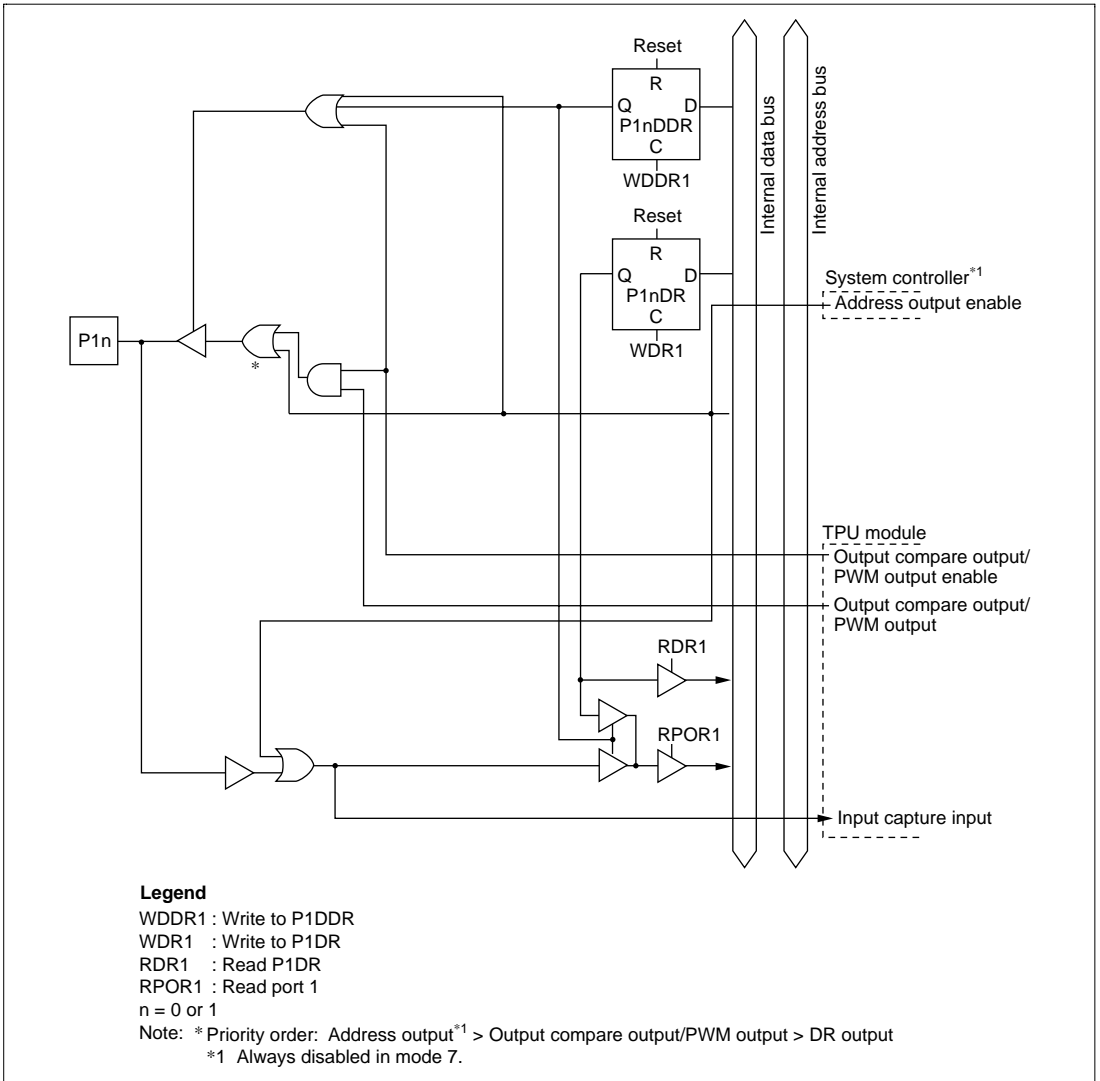 Reset
R
Q D
P1nDDR
C
WDDR1
Reset
R
Q D
P1nDR
C
WDR1
Internal data bus
Internal address bus
System controller*1
Address output enable
P1n
*
TPU module
Output compare output/
PWM output enable
Output compare output/
PWM output
RDR1
RPOR1
Input capture input
Legend
WDDR1 : Write to P1DDR
WDR1 : Write to P1DR
RDR1 : Read P1DR
RPOR1 : Read port 1
n = 0 or 1
Note: * Priority order: Address output*1 > Output compare output/PWM output > DR output
*1 Always disabled in mode 7.